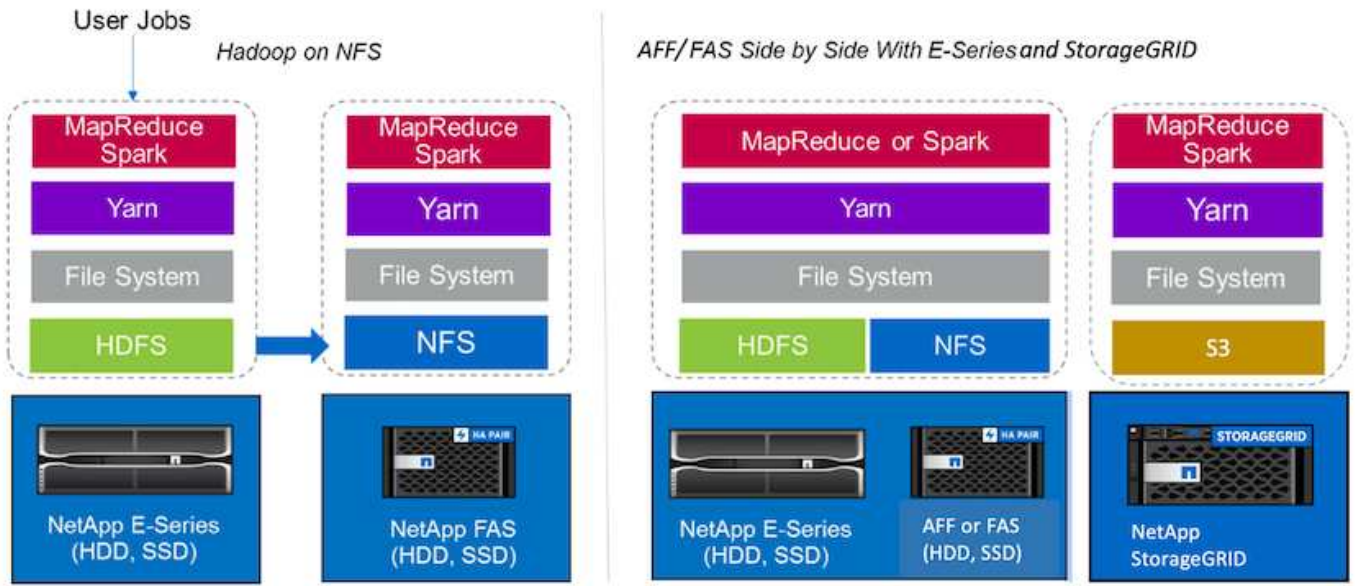 User Jobs
Hadoop on NFS
MapReduce
Spark
Yarn
File System
HDFS
NetApp E-Series
(HDD, SSD)
MapReduce
Spark
Yarn
File System
NFS
HA PAIR
NetApp FAS
(HDD, SSD)
AFF/FAS Side by Side With E-Series and StorageGRID
MapReduce or Spark
Yarn
File System
HDFS
NFS
NetApp E-Series
(HDD, SSD)
HA PAIR
AFF or FAS
(HDD, SSD)
MapReduce
Spark
Yarn
File System
S3
STORAGEGRID
NetApp
StorageGRID